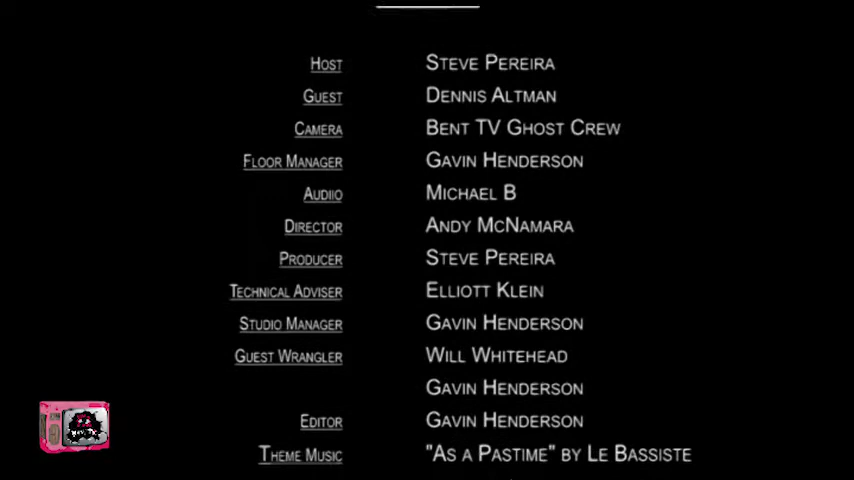 Host Steve Pereira
Guest Dennis Altman
Camera Bent TV Ghost Crew
Floor Manager Gavin Henderson
Audiio Michael B
Director Andy McNamara
Producer Steve Pereira
Technical Adviser Elliott Klein
Studio Manager Gavin Henderson
Guest Wrangler Will Whitehead
Gavin Henderson
Editor Gavin Henderson
Theme Music "As a Pastime" by Le Bassiste